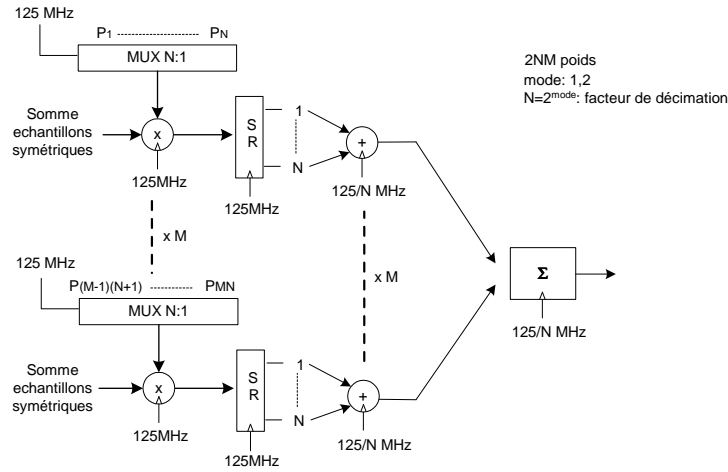 125 MHz
P1 PN
MUX N:1
2NM poids
mode: 1,2
N=2mode: facteur de décimation
Somme
echantillons
symétriques
x
S
R
1
N
+
125MHz
125MHz
125/N MHz
x M
x M
Σ
125/N MHz
125 MHz
P(M-1)(N+1) PMN
MUX N:1
Somme
echantillons
symétriques
x
S
R
1
N
+
125MHz
125MHz
125/N MHz